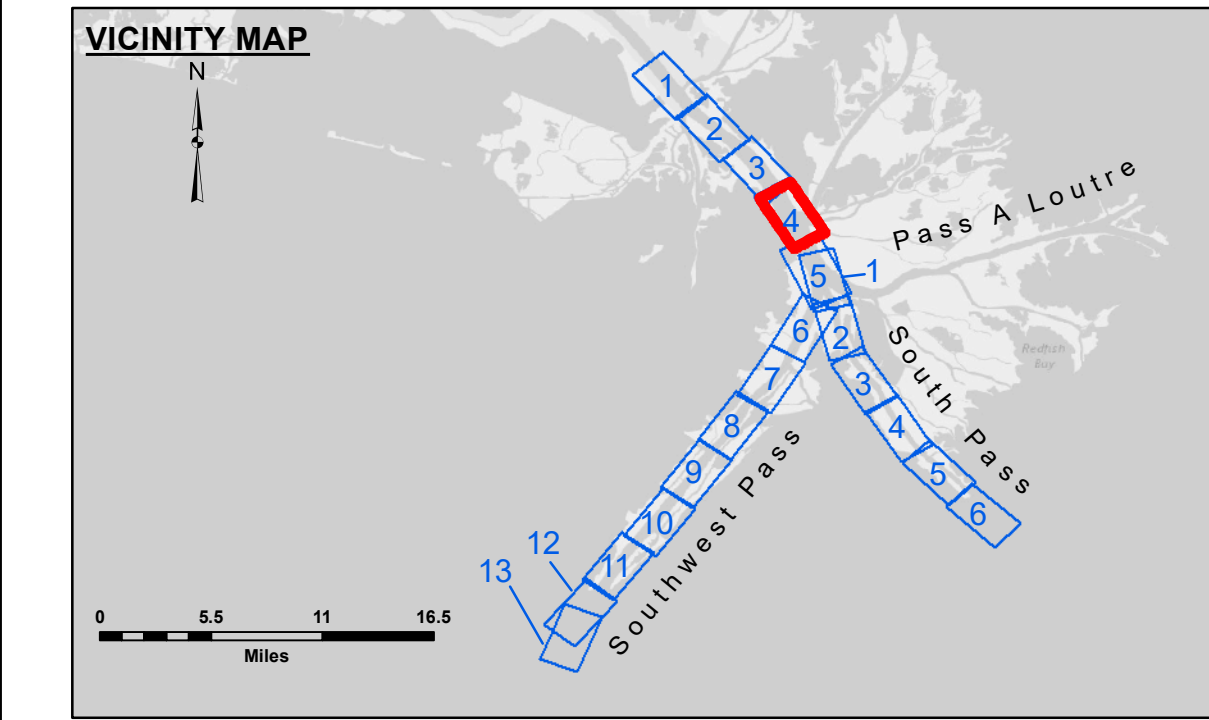 VICINITY MAP
N
1
2
3
4
Pass A Loutre
5
1
6
2
South Pass
Redfish
Bay
7
3
8
4
9
5
10
6
11
12
13
Southwest Pass
0 5.5 11 16.5
Miles